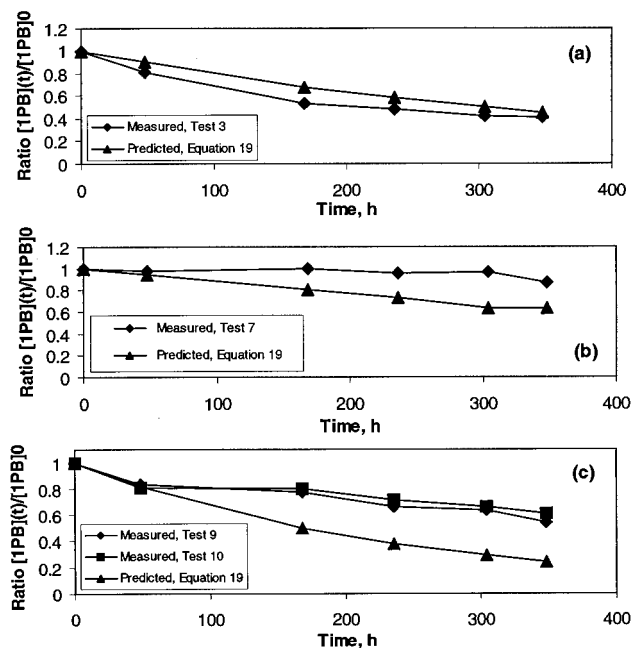 Ratio [1PB](t)/[1PB]0
1.2
1
0.8
0.6
0.4
0.2
0
(a)
Measured, Test 3
Predicted, Equation 19
0 100 200 300 400
Time, h
Ratio [1PB](t)/[1PB]0
1.2
1
0.8
0.6
0.4
0.2
0
Measured, Test 7
Predicted, Equation 19
(b)
0 100 200 300 400
Time, h
Ratio [1PB](t)/[1PB]0
1
0.8
0.6
0.4
0.2
0
(c)
Measured, Test 9
Measured, Test 10
Predicted, Equation 19
0 100 200 300 400
Time, h